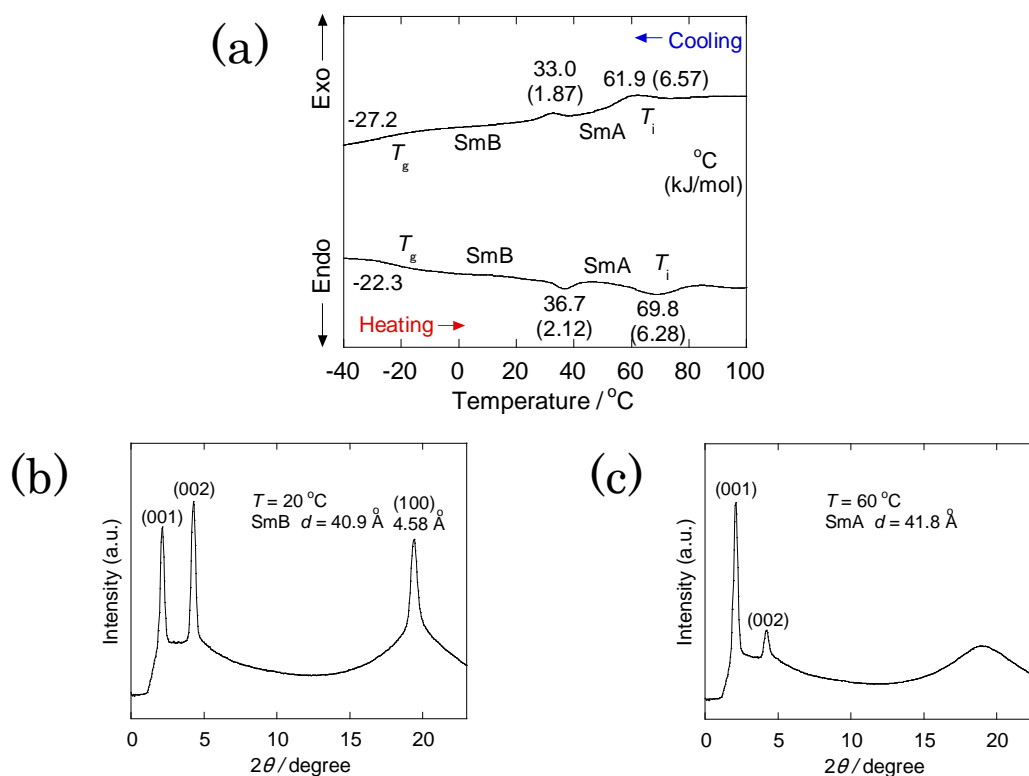 (a)
Exo
Endo
← Cooling
33.0
(1.87)
61.9 (6.57)
-27.2
Tg
SmB
SmA
Ti
°C
(kJ/mol)
Tg
SmB
SmA
Ti
-22.3
36.7
(2.12)
69.8
(6.28)
Heating →
-40 -20 0 20 40 60 80 100
Temperature / °C
(b)
Intensity (a.u.)
(001)
(002)
T = 20 °C
SmB d = 40.9 Å
(100)
4.58 Å
0 5 10 15 20
2θ / degree
(c)
Intensity (a.u.)
(001)
(002)
T = 60 °C
SmA d = 41.8 Å
0 5 10 15 20
2θ / degree